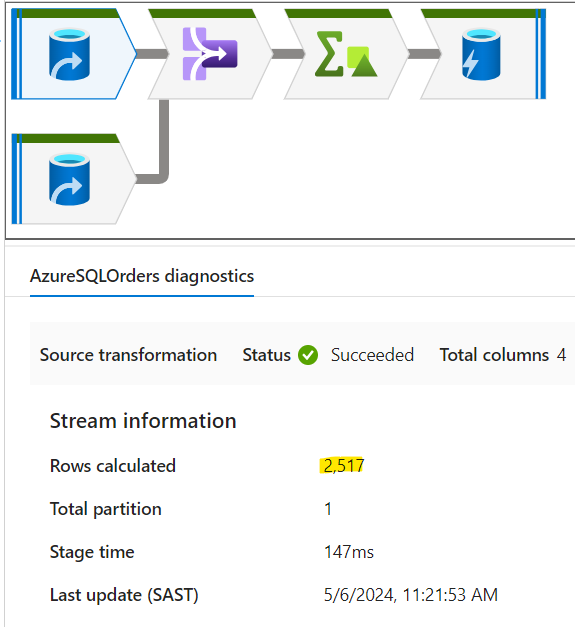 AzureSQLOrders diagnostics
Source transformation Status Succeeded Total columns 4
Stream information
Rows calculated 2,517
Total partition 1
Stage time 147ms
Last update (SAST) 5/6/2024, 11:21:53 AM